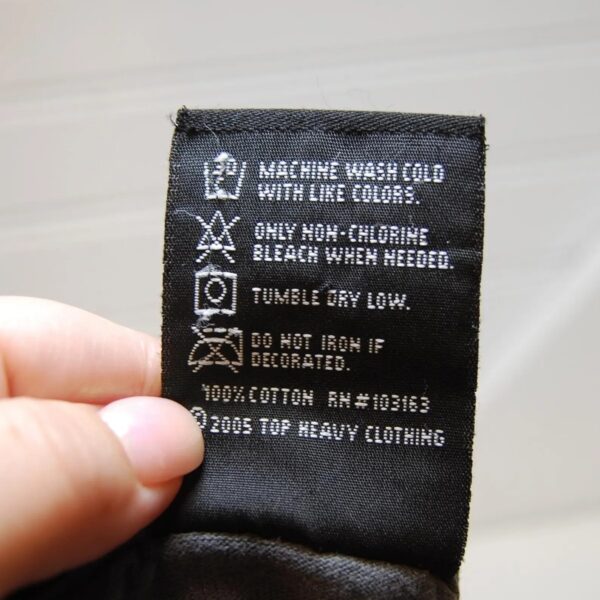 MACHINE WASH COLD
WITH LIKE COLORS.
ONLY NON-CHLORINE
BLEACH WHEN NEEDED.
TUMBLE DRY LOW.
DO NOT IRON IF
DECORATED.
100% COTTON RN#103163
©2005 TOP HEAVY CLOTHING